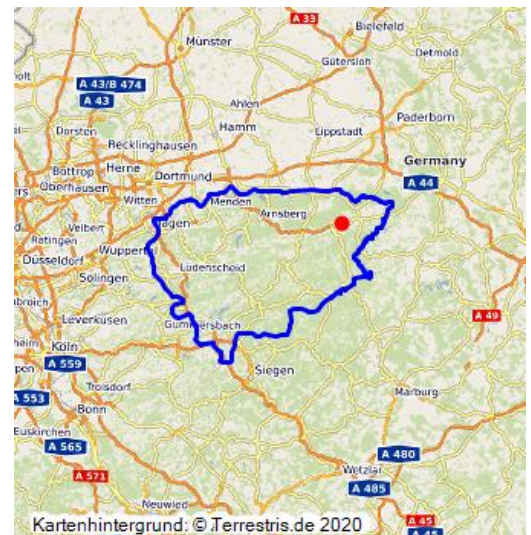 A 33
Bielefeld
Münster
Detmold
Gütersloh
A 43/B 474
A 43
Ahlen
Paderborn
Dorsten
Hamm
Lippstadt
Recklinghausen
Bottrop
Herne
Dortmund
Germany
Oberhausen
A 44
Witten
Menden
Arnsberg
Velbert
Ratingen
Wuppertal
Düsseldorf
Solingen
Lüdenscheid
Leverkusen
Gummersbach
A 49
Köln
A 559
Siegen
Troisdorf
Marburg
A 553
Bonn
Euskirchen
A 565
A 480
A 571
Wetzlar
A 485
Neuwied
A 45
Kartenhintergrund: © Terrestris.de 2020